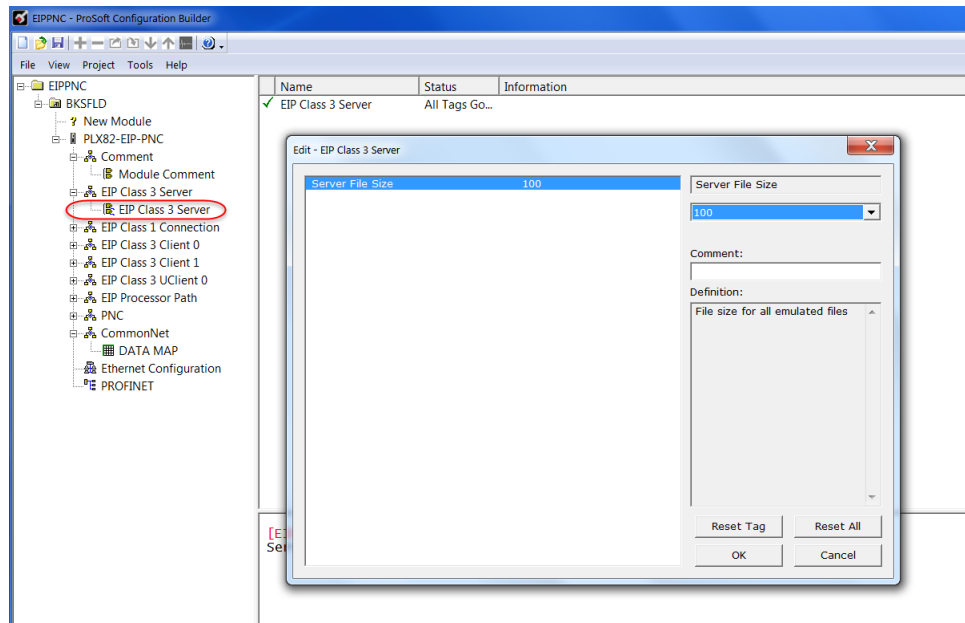 EIPPNC - ProSoft Configuration Builder
File View Project Tools Help
EIPPNC
BKSFLD
New Module
PLX82-EIP-PNC
Comment
Module Comment
EIP Class 3 Server
EIP Class 3 Server
EIP Class 1 Connection
EIP Class 3 Client 0
EIP Class 3 Client 1
EIP Class 3 UClient 0
EIP Processor Path
PNC
CommonNet
DATA MAP
Ethernet Configuration
PROFINET
Name Status Information
EIP Class 3 Server All Tags Go...
Edit - EIP Class 3 Server
Server File Size 100
Server File Size
100
Comment:
Definition:
File size for all emulated files
Reset Tag Reset All
OK Cancel
[E
Se